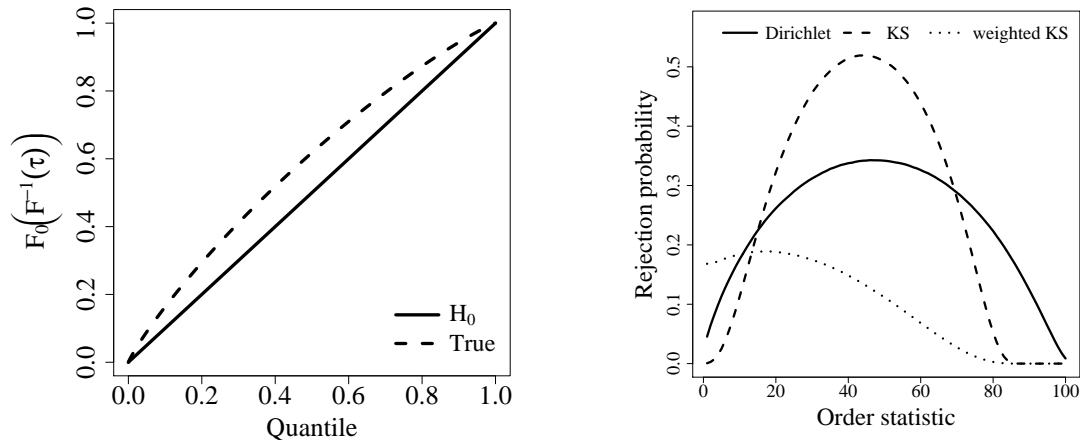 F₀(F⁻¹(τ))
1.0
0.8
0.6
0.4
0.2
0.0
H₀
True
0.0 0.2 0.4 0.6 0.8 1.0
Quantile
Rejection probability
Dirichlet KS weighted KS
0.5
0.4
0.3
0.2
0.1
0.0
0 20 40 60 80 100
Order statistic